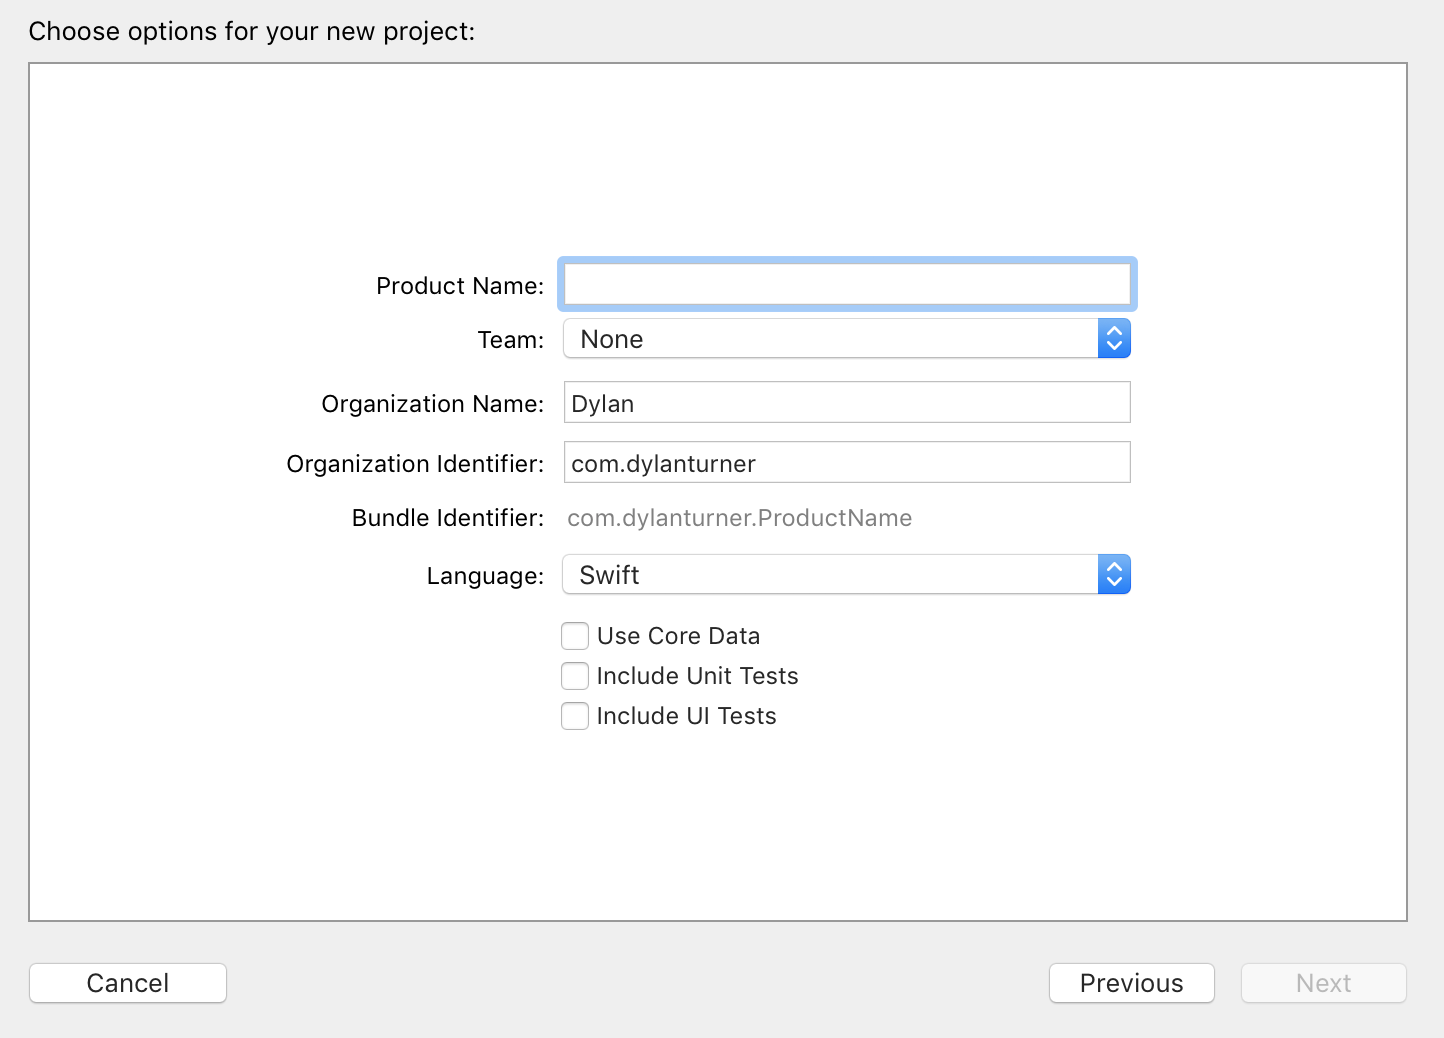 Choose options for your new project:
Product Name:
Team: None
Organization Name: Dylan
Organization Identifier: com.dylanturner
Bundle Identifier: com.dylanturner.ProductName
Language: Swift
Use Core Data
Include Unit Tests
Include UI Tests
Cancel Previous Next